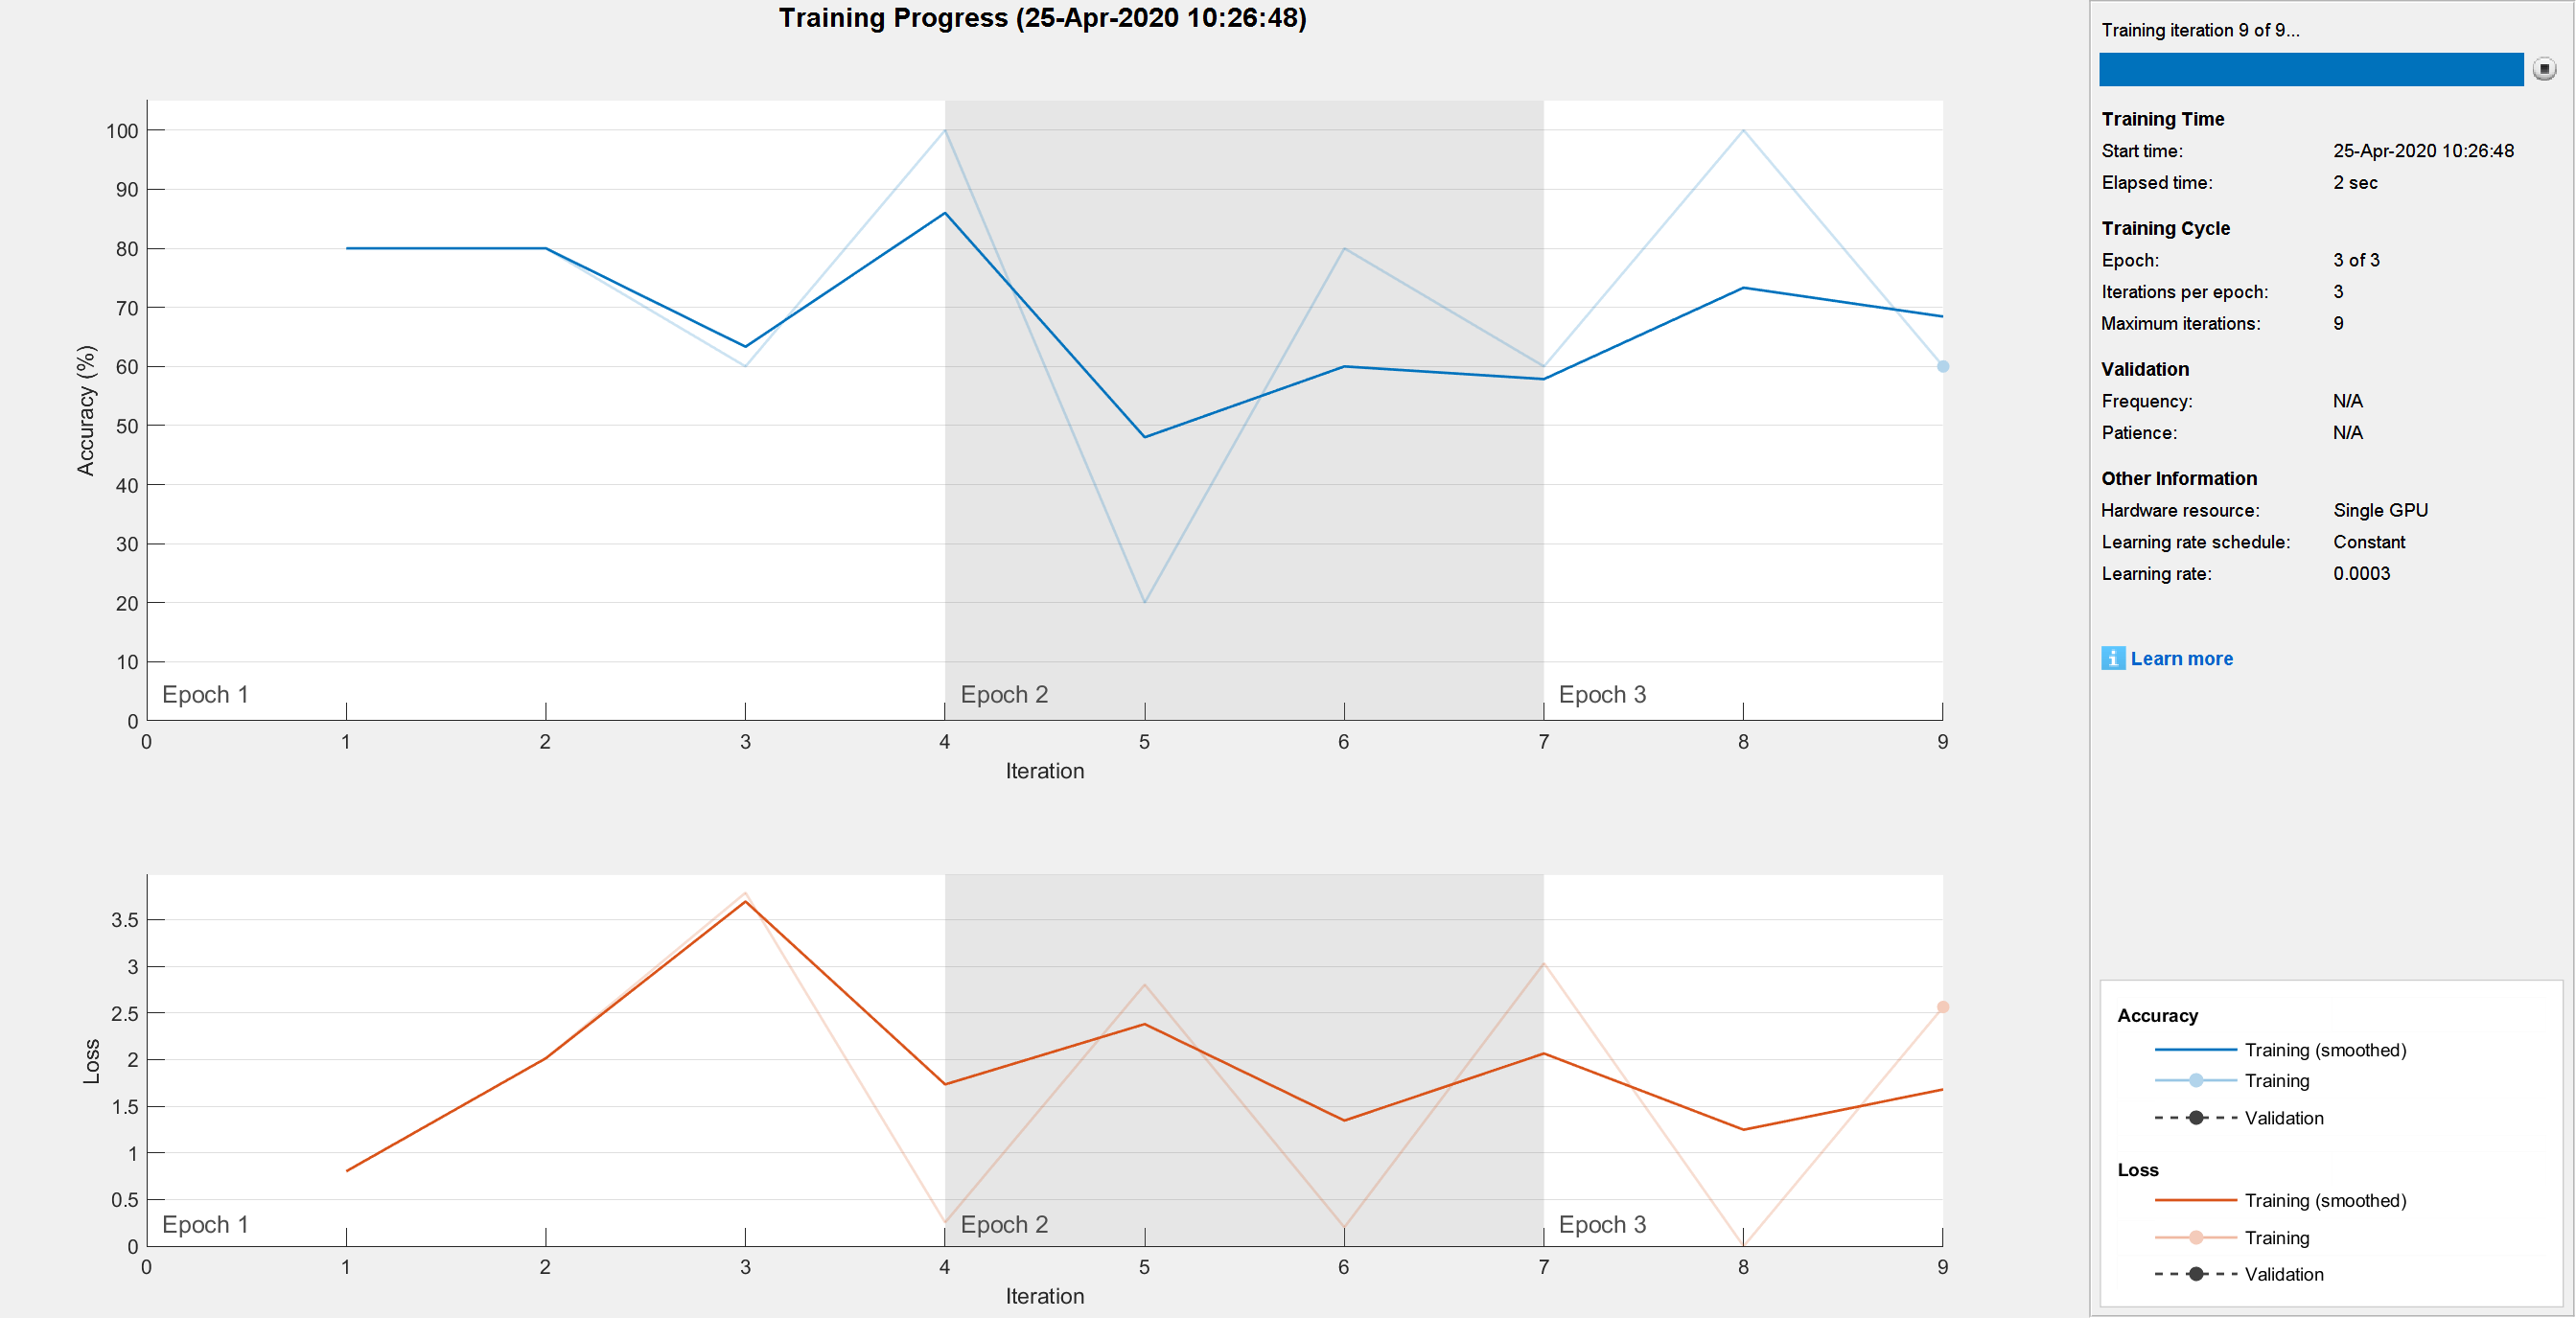 Training Progress (25-Apr-2020 10:26:48)
100
90
80
70
60
50
40
30
20
10
0
Accuracy (%)
Epoch 1
Epoch 2
Epoch 3
0 1 2 3 4 5 6 7 8 9
Iteration
3.5
3
2.5
2
1.5
1
0.5
0
Loss
Epoch 1
Epoch 2
Epoch 3
0 1 2 3 4 5 6 7 8 9
Iteration
Training iteration 9 of 9...
Training Time
Start time: 25-Apr-2020 10:26:48
Elapsed time: 2 sec
Training Cycle
Epoch: 3 of 3
Iterations per epoch: 3
Maximum iterations: 9
Validation
Frequency: N/A
Patience: N/A
Other Information
Hardware resource: Single GPU
Learning rate schedule: Constant
Learning rate: 0.0003
i Learn more
Accuracy
Training (smoothed)
Training
Validation
Loss
Training (smoothed)
Training
Validation